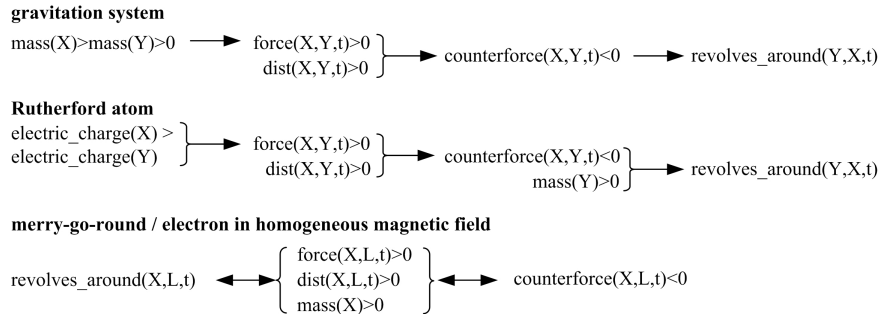 gravitation system
mass(X)>mass(Y)>0 force(X,Y,t)>0
dist(X,Y,t)>0 counterforce(X,Y,t)<0 revolves_around(Y,X,t)
Rutherford atom
electric_charge(X) >
electric_charge(Y) force(X,Y,t)>0
dist(X,Y,t)>0 counterforce(X,Y,t)<0
mass(Y)>0 revolves_around(Y,X,t)
merry-go-round / electron in homogeneous magnetic field
revolves_around(X,L,t) force(X,L,t)>0
dist(X,L,t)>0
mass(X)>0 counterforce(X,L,t)<0